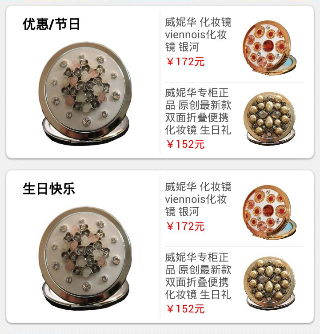 优惠/节日
威妮华 化妆镜
viennois化妆
镜 银河
￥172元
威妮华专柜正
品 原创最新款
双面折叠便携
化妆镜 生日礼
￥152元
生日快乐
威妮华 化妆镜
viennois化妆
镜 银河
￥172元
威妮华专柜正
品 原创最新款
双面折叠便携
化妆镜 生日礼
￥152元